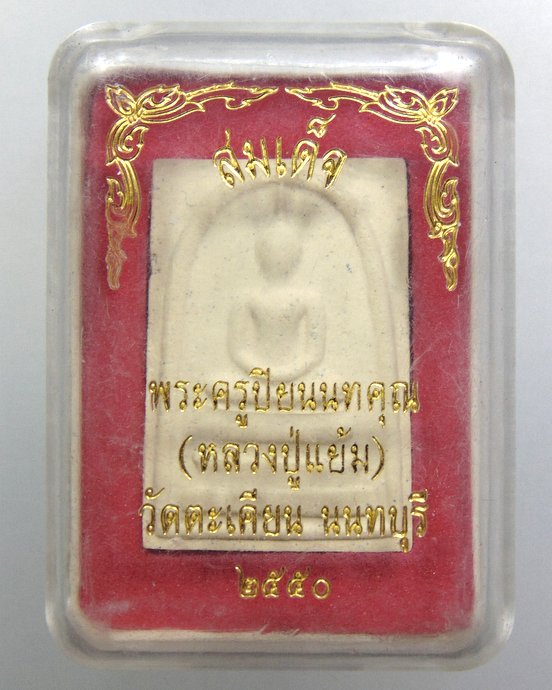 สมเด็จ
พระครูปิยนนทคุณ
(หลวงปู่แย้ม)
วัดตะเคียน นนทบุรี
๒๕๕๐